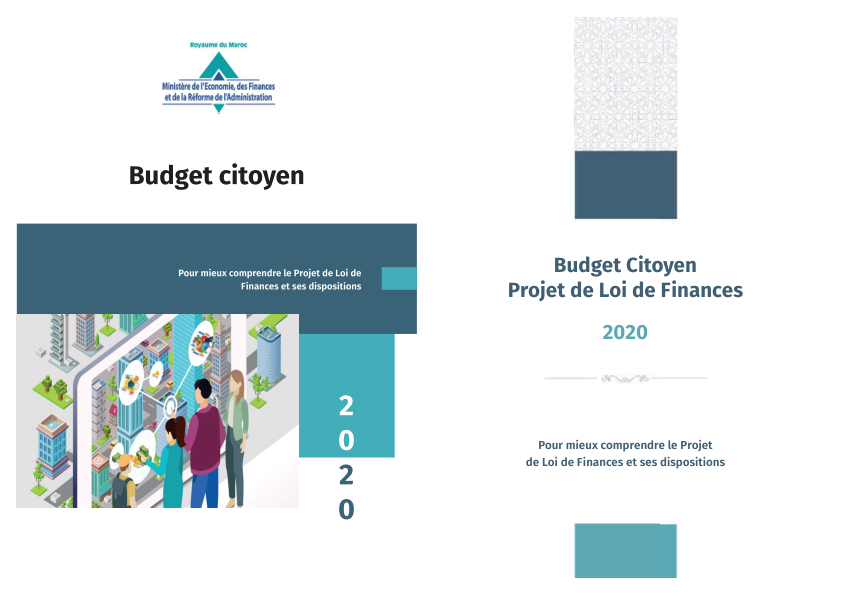 Royaume du Maroc
Ministère de l'Economie, des Finances
et de la Réforme de l'Administration
Budget citoyen
Pour mieux comprendre le Projet de Loi de
Finances et ses dispositions
2
0
2
0
Budget Citoyen
Projet de Loi de Finances
2020
Pour mieux comprendre le Projet
de Loi de Finances et ses dispositions